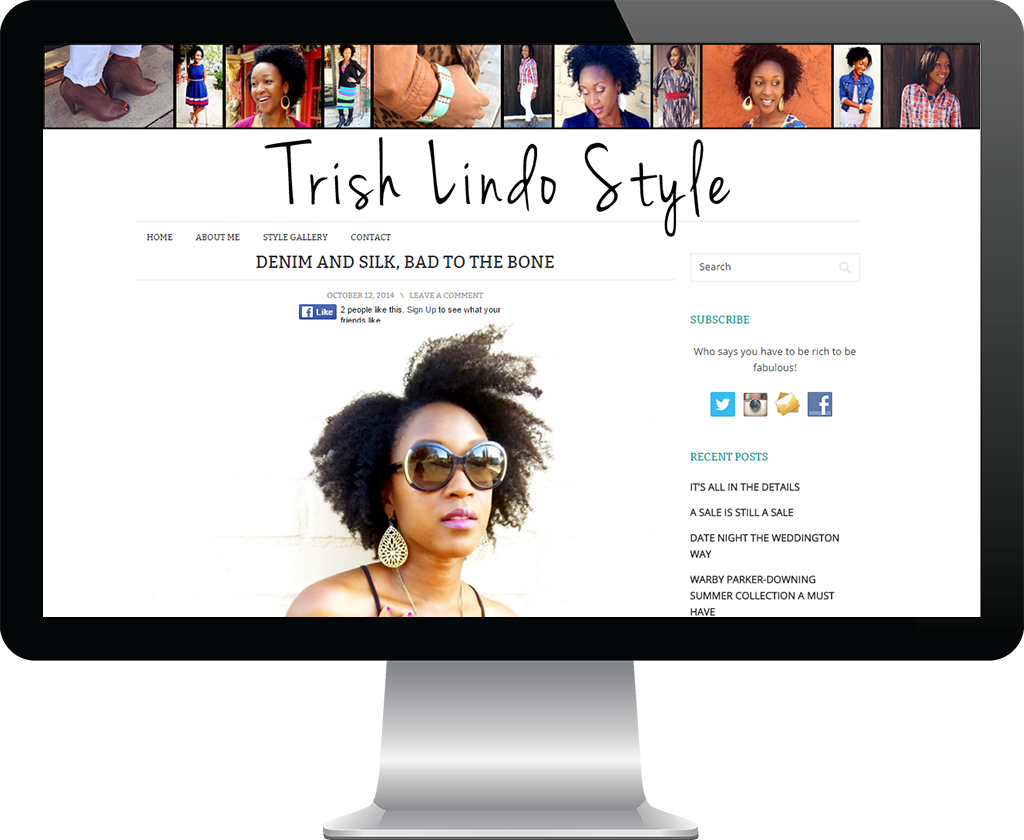 Trish Lindo Style
HOME ABOUT ME STYLE GALLERY CONTACT
DENIM AND SILK, BAD TO THE BONE
OCTOBER 12, 2014 \ LEAVE A COMMENT
Like 2 people like this. Sign Up to see what your
friends like.
Search
SUBSCRIBE
Who says you have to be rich to be
fabulous!
RECENT POSTS
IT'S ALL IN THE DETAILS
A SALE IS STILL A SALE
DATE NIGHT THE WEDDINGTON
WAY
WARBY PARKER-DOWNING
SUMMER COLLECTION A MUST
HAVE